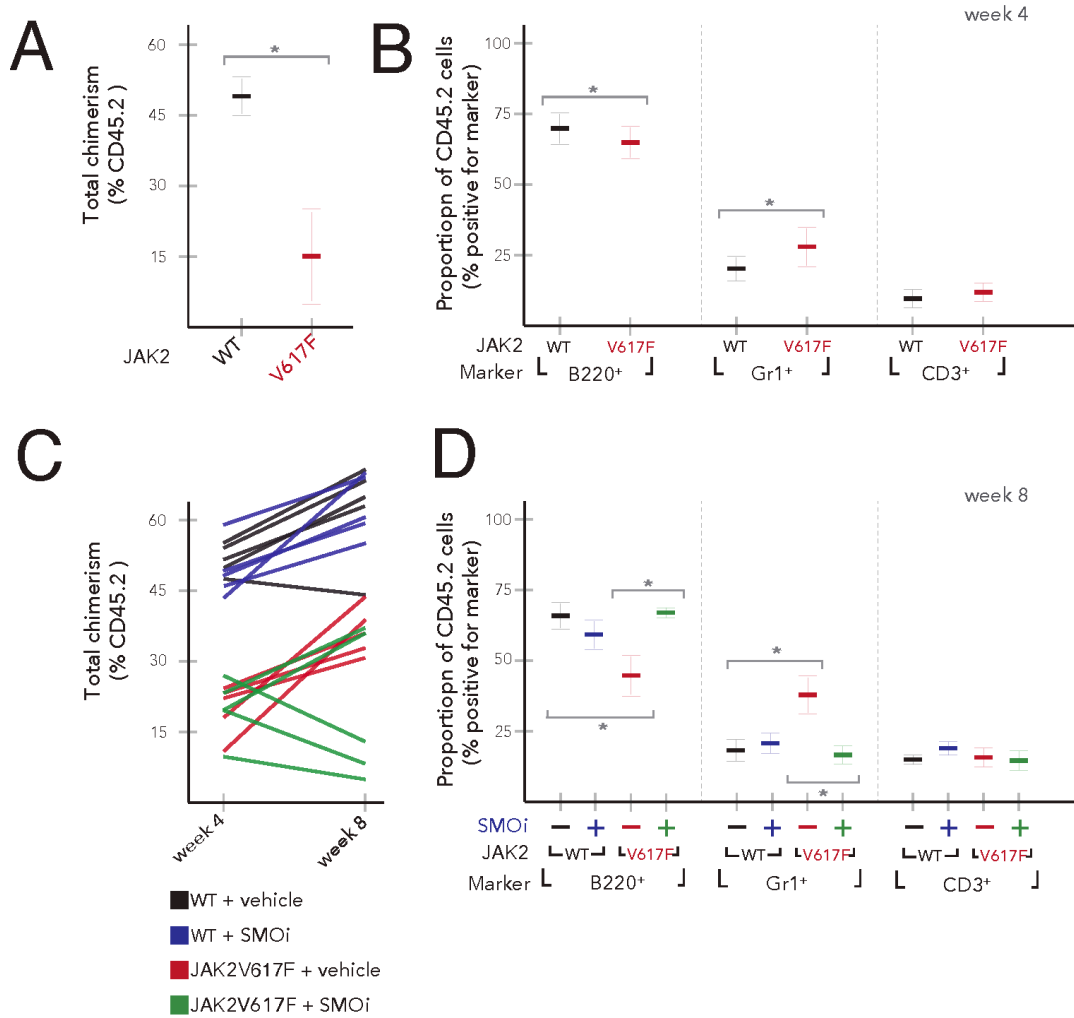 A
Total chimerism
(% CD45.2)
60
45
30
15
*
JAK2
WT
V617F
B
week 4
Proportiopn of CD45.2 cells
(% positive for marker)
100
75
50
25
*
*
JAK2 WT V617F WT V617F WT V617F
Marker B220+ Gr1+ CD3+
C
Total chimerism
(% CD45.2)
60
45
30
15
week 4
week 8
WT + vehicle
WT + SMOi
JAK2V617F + vehicle
JAK2V617F + SMOi
D
week 8
Proportiopn of CD45.2 cells
(% positive for marker)
100
75
50
25
*
*
*
*
SMOi − + − + − + − + − + − +
JAK2 WT V617F WT V617F WT V617F
Marker B220+ Gr1+ CD3+